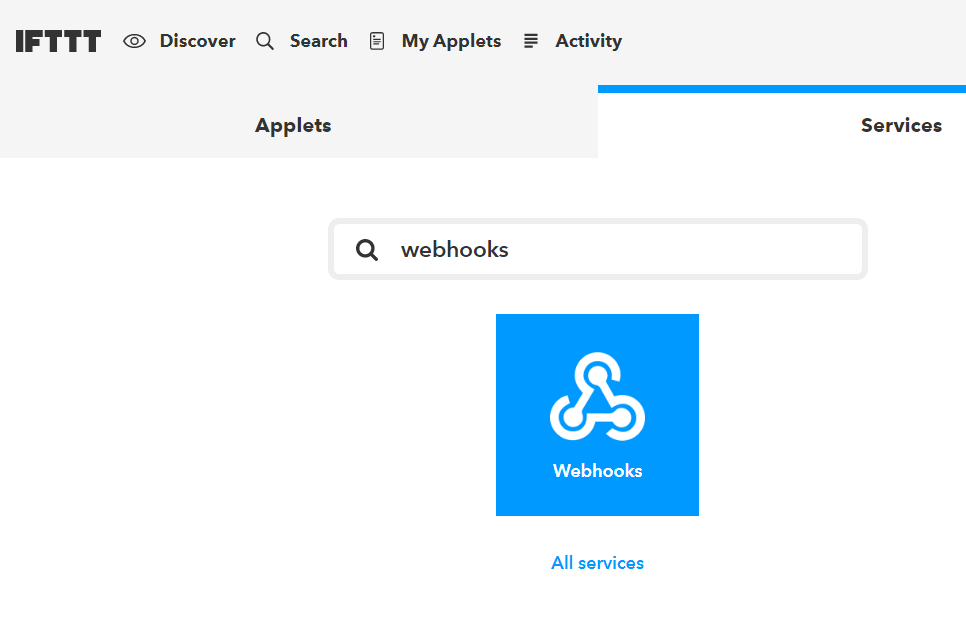 IFTTT Discover Search My Applets Activity
Applets Services
webhooks
Webhooks
All services